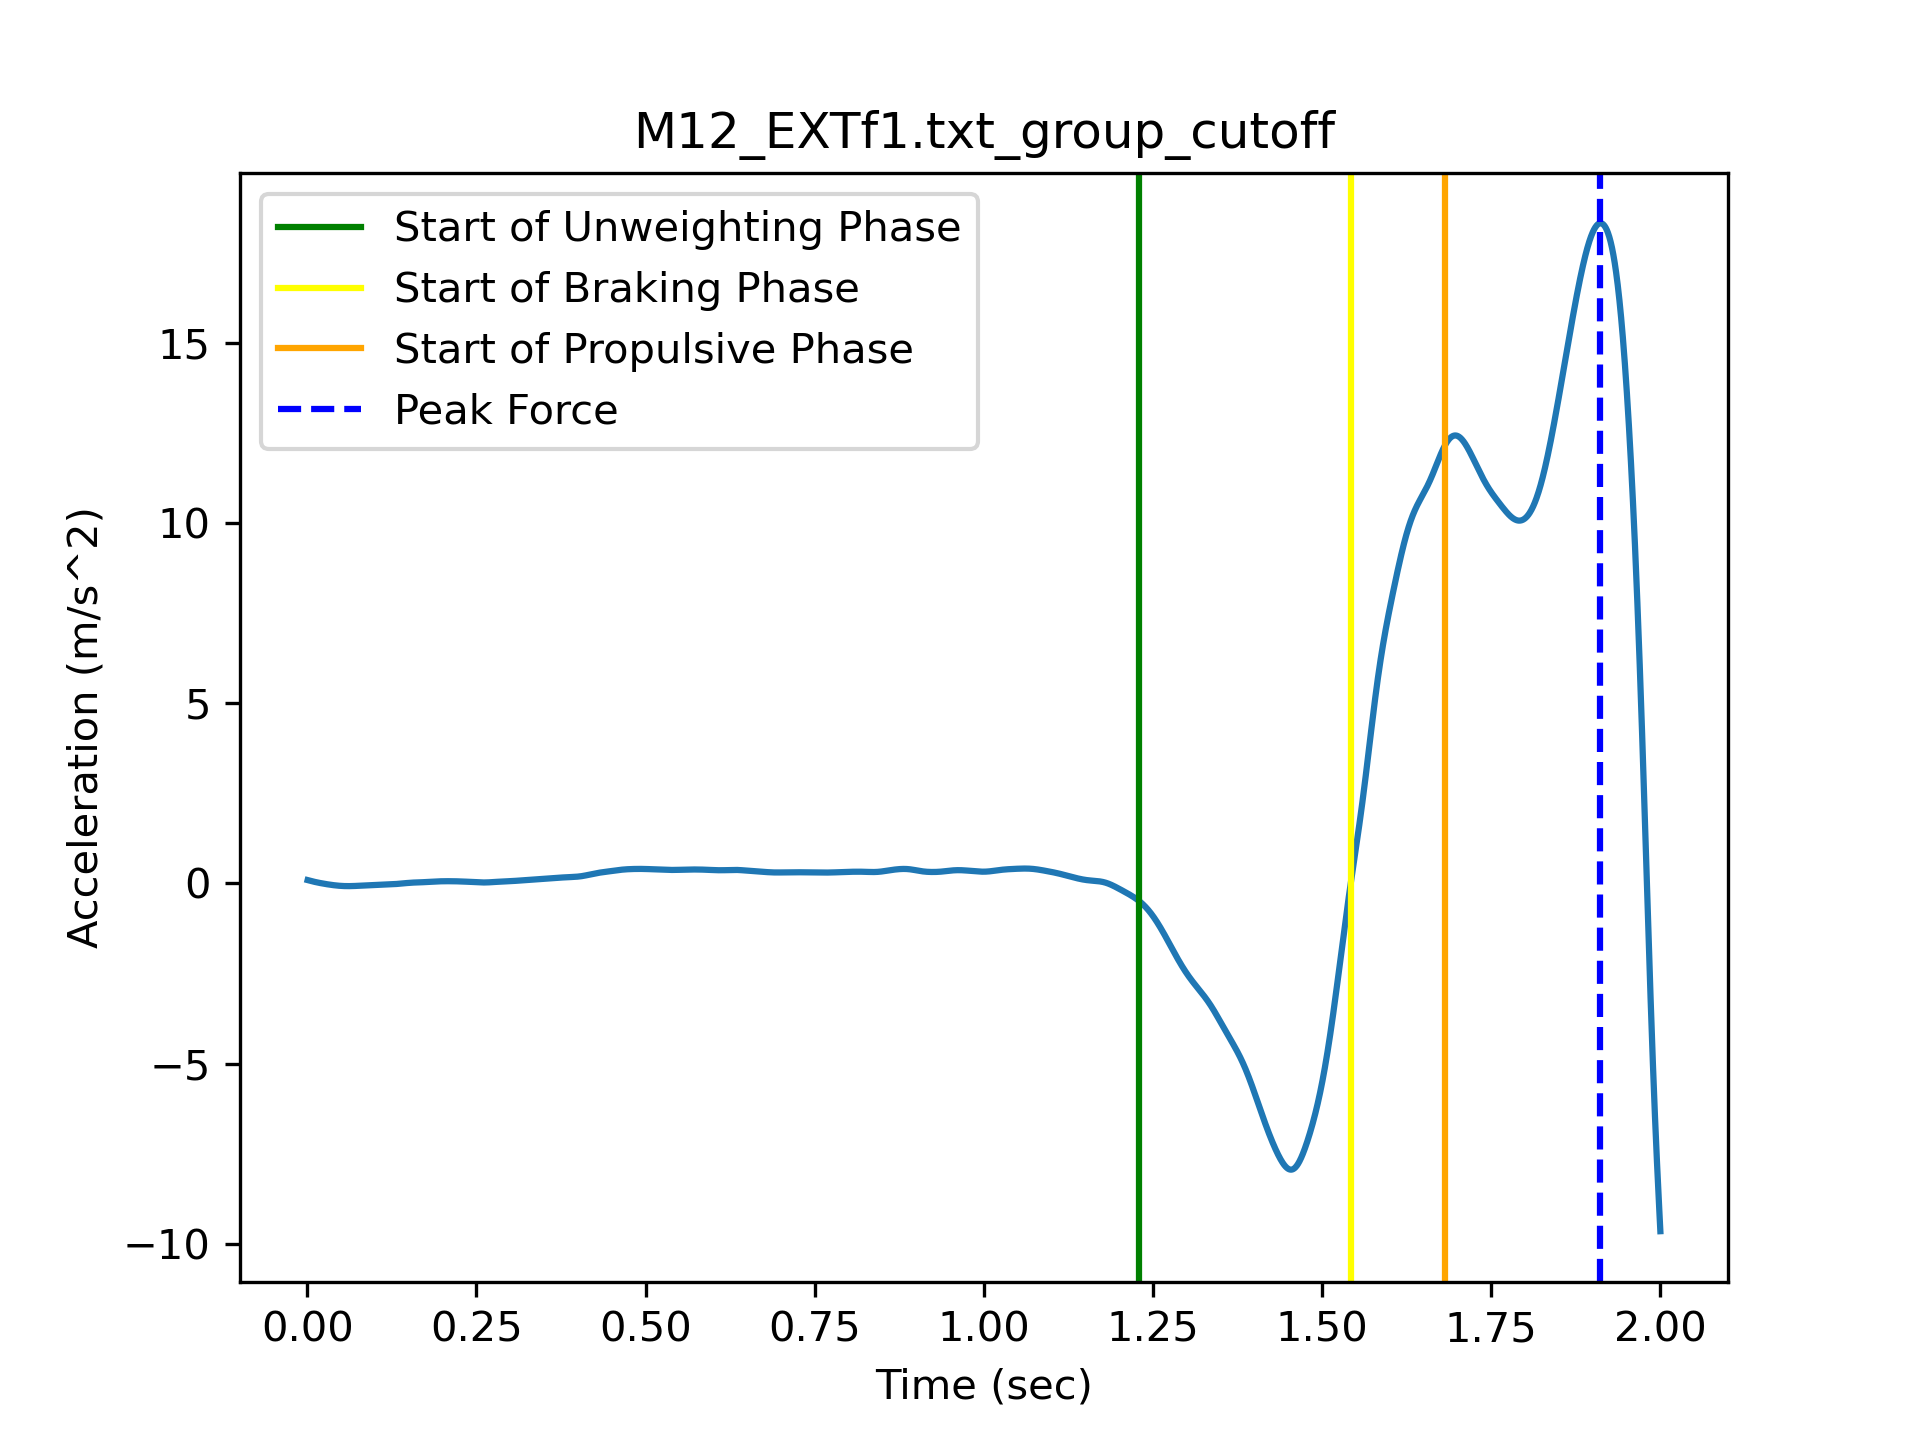 M12_EXTf1.txt_group_cutoff
Start of Unweighting Phase
Start of Braking Phase
Start of Propulsive Phase
Peak Force
Acceleration (m/s^2)
15
10
5
0
−5
−10
0.00 0.25 0.50 0.75 1.00 1.25 1.50 1.75 2.00
Time (sec)